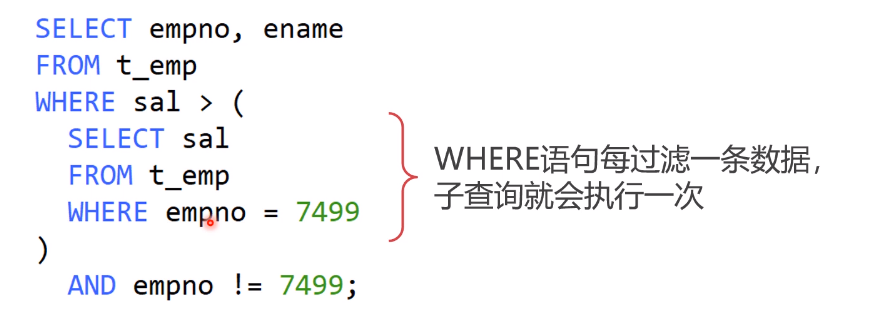 SELECT empno, ename
FROM t_emp
WHERE sal > (
SELECT sal
FROM t_emp
WHERE empno = 7499
)
AND empno != 7499;
WHERE语句每过滤一条数据，
子查询就会执行一次